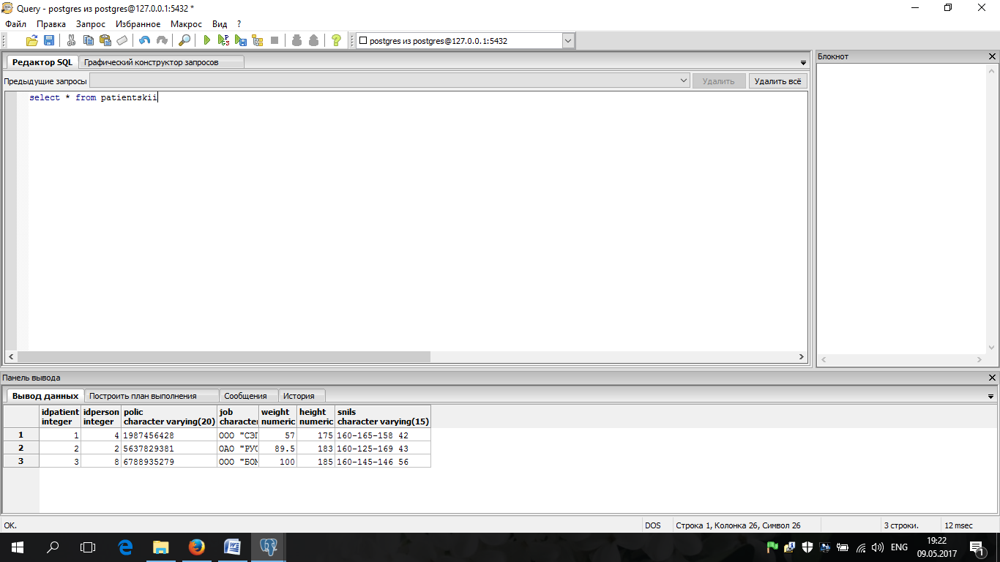 Query - postgres из postgres@127.0.0.1:5432 *
Файл Правка Запрос Избранное Макрос Вид ?
postgres из postgres@127.0.0.1:5432
Редактор SQL Графический конструктор запросов
Блокнот
Предыдущие запросы Удалить Удалить всё
select * from patientskii
Панель вывода
Вывод данных Построить план выполнения Сообщения История
idpatient idperson polic job weight height snils
integer integer character varying(20) character numeric numeric character varying(15)
1 1 4 1987456428 ООО "СЭГ 57 175 160-165-158 42
2 2 2 5637829381 ОАО "РУС 89.5 183 160-125-169 43
3 3 8 6788935279 ООО "БОМ 100 185 160-145-146 56
OK. DOS Строка 1, Колонка 26, Символ 26 3 строки. 12 msec
ENG 19:22
09.05.2017